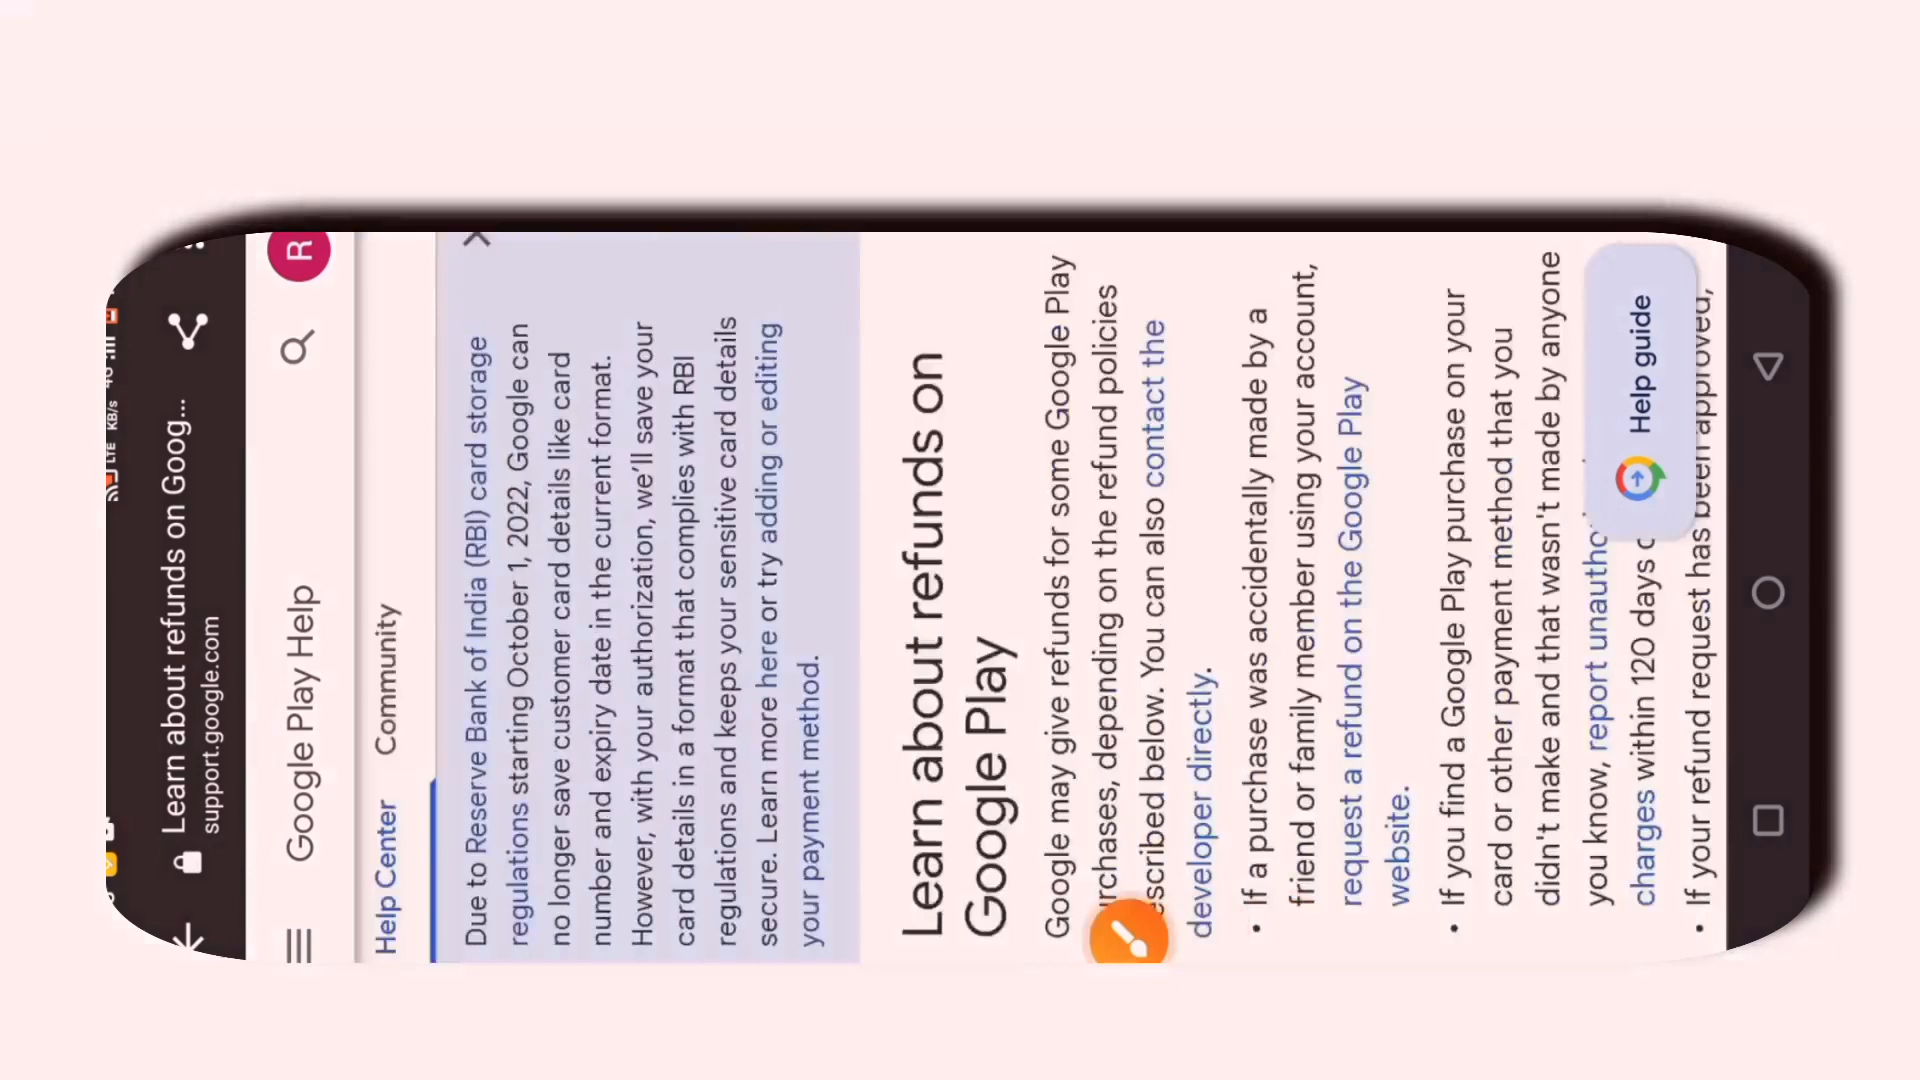 LTE KB/s 4G
Learn about refunds on Goog...
support.google.com
Google Play Help
R
Help Center
Community
Due to Reserve Bank of India (RBI) card storage
regulations starting October 1, 2022, Google can
no longer save customer card details like card
number and expiry date in the current format.
However, with your authorization, we'll save your
card details in a format that complies with RBI
regulations and keeps your sensitive card details
secure. Learn more here or try adding or editing
your payment method.
Learn about refunds on
Google Play
Google may give refunds for some Google Play
urchases, depending on the refund policies
escribed below. You can also contact the
developer directly.
• If a purchase was accidentally made by a
friend or family member using your account,
request a refund on the Google Play
website.
• If you find a Google Play purchase on your
card or other payment method that you
didn't make and that wasn't made by anyone
you know, report unautho
charges within 120 days
• If your refund request has been approved,
Help guide